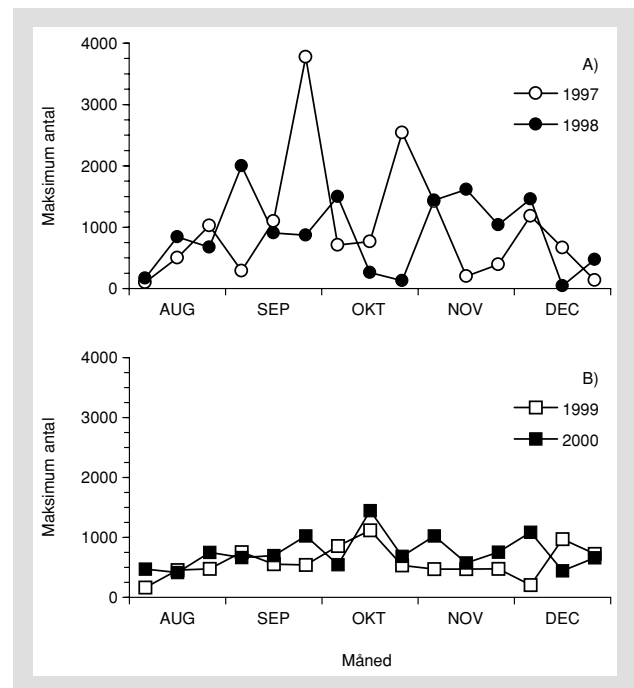 4000
3000
2000
1000
0
Maksimum antal
A)
1997
1998
AUG SEP OKT NOV DEC
4000
3000
2000
1000
0
Maksimum antal
B)
1999
2000
AUG SEP OKT NOV DEC
Måned